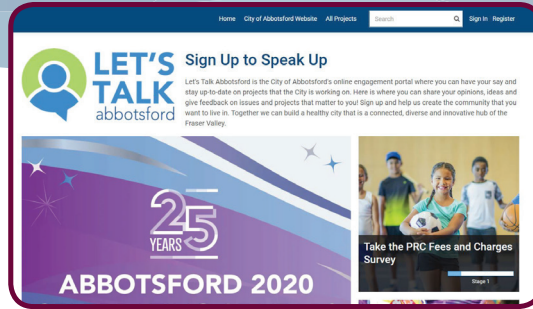 Home City of Abbotsford Website All Projects Search Sign In Register
LET'S
TALK
abbotsford
Sign Up to Speak Up
Let's Talk Abbotsford is the City of Abbotsford's online engagement portal where you can have your say and
stay up-to-date on projects that the City is working on. Here is where you can share your opinions, ideas and
give feedback on issues and projects that matter to you! Sign up and help us create the community that you
want to live in. Together we can build a healthy city that is a connected, diverse and innovative hub of the
Fraser Valley.
25
YEARS
ABBOTSFORD 2020
Take the PRC Fees and Charges
Survey
Stage 1